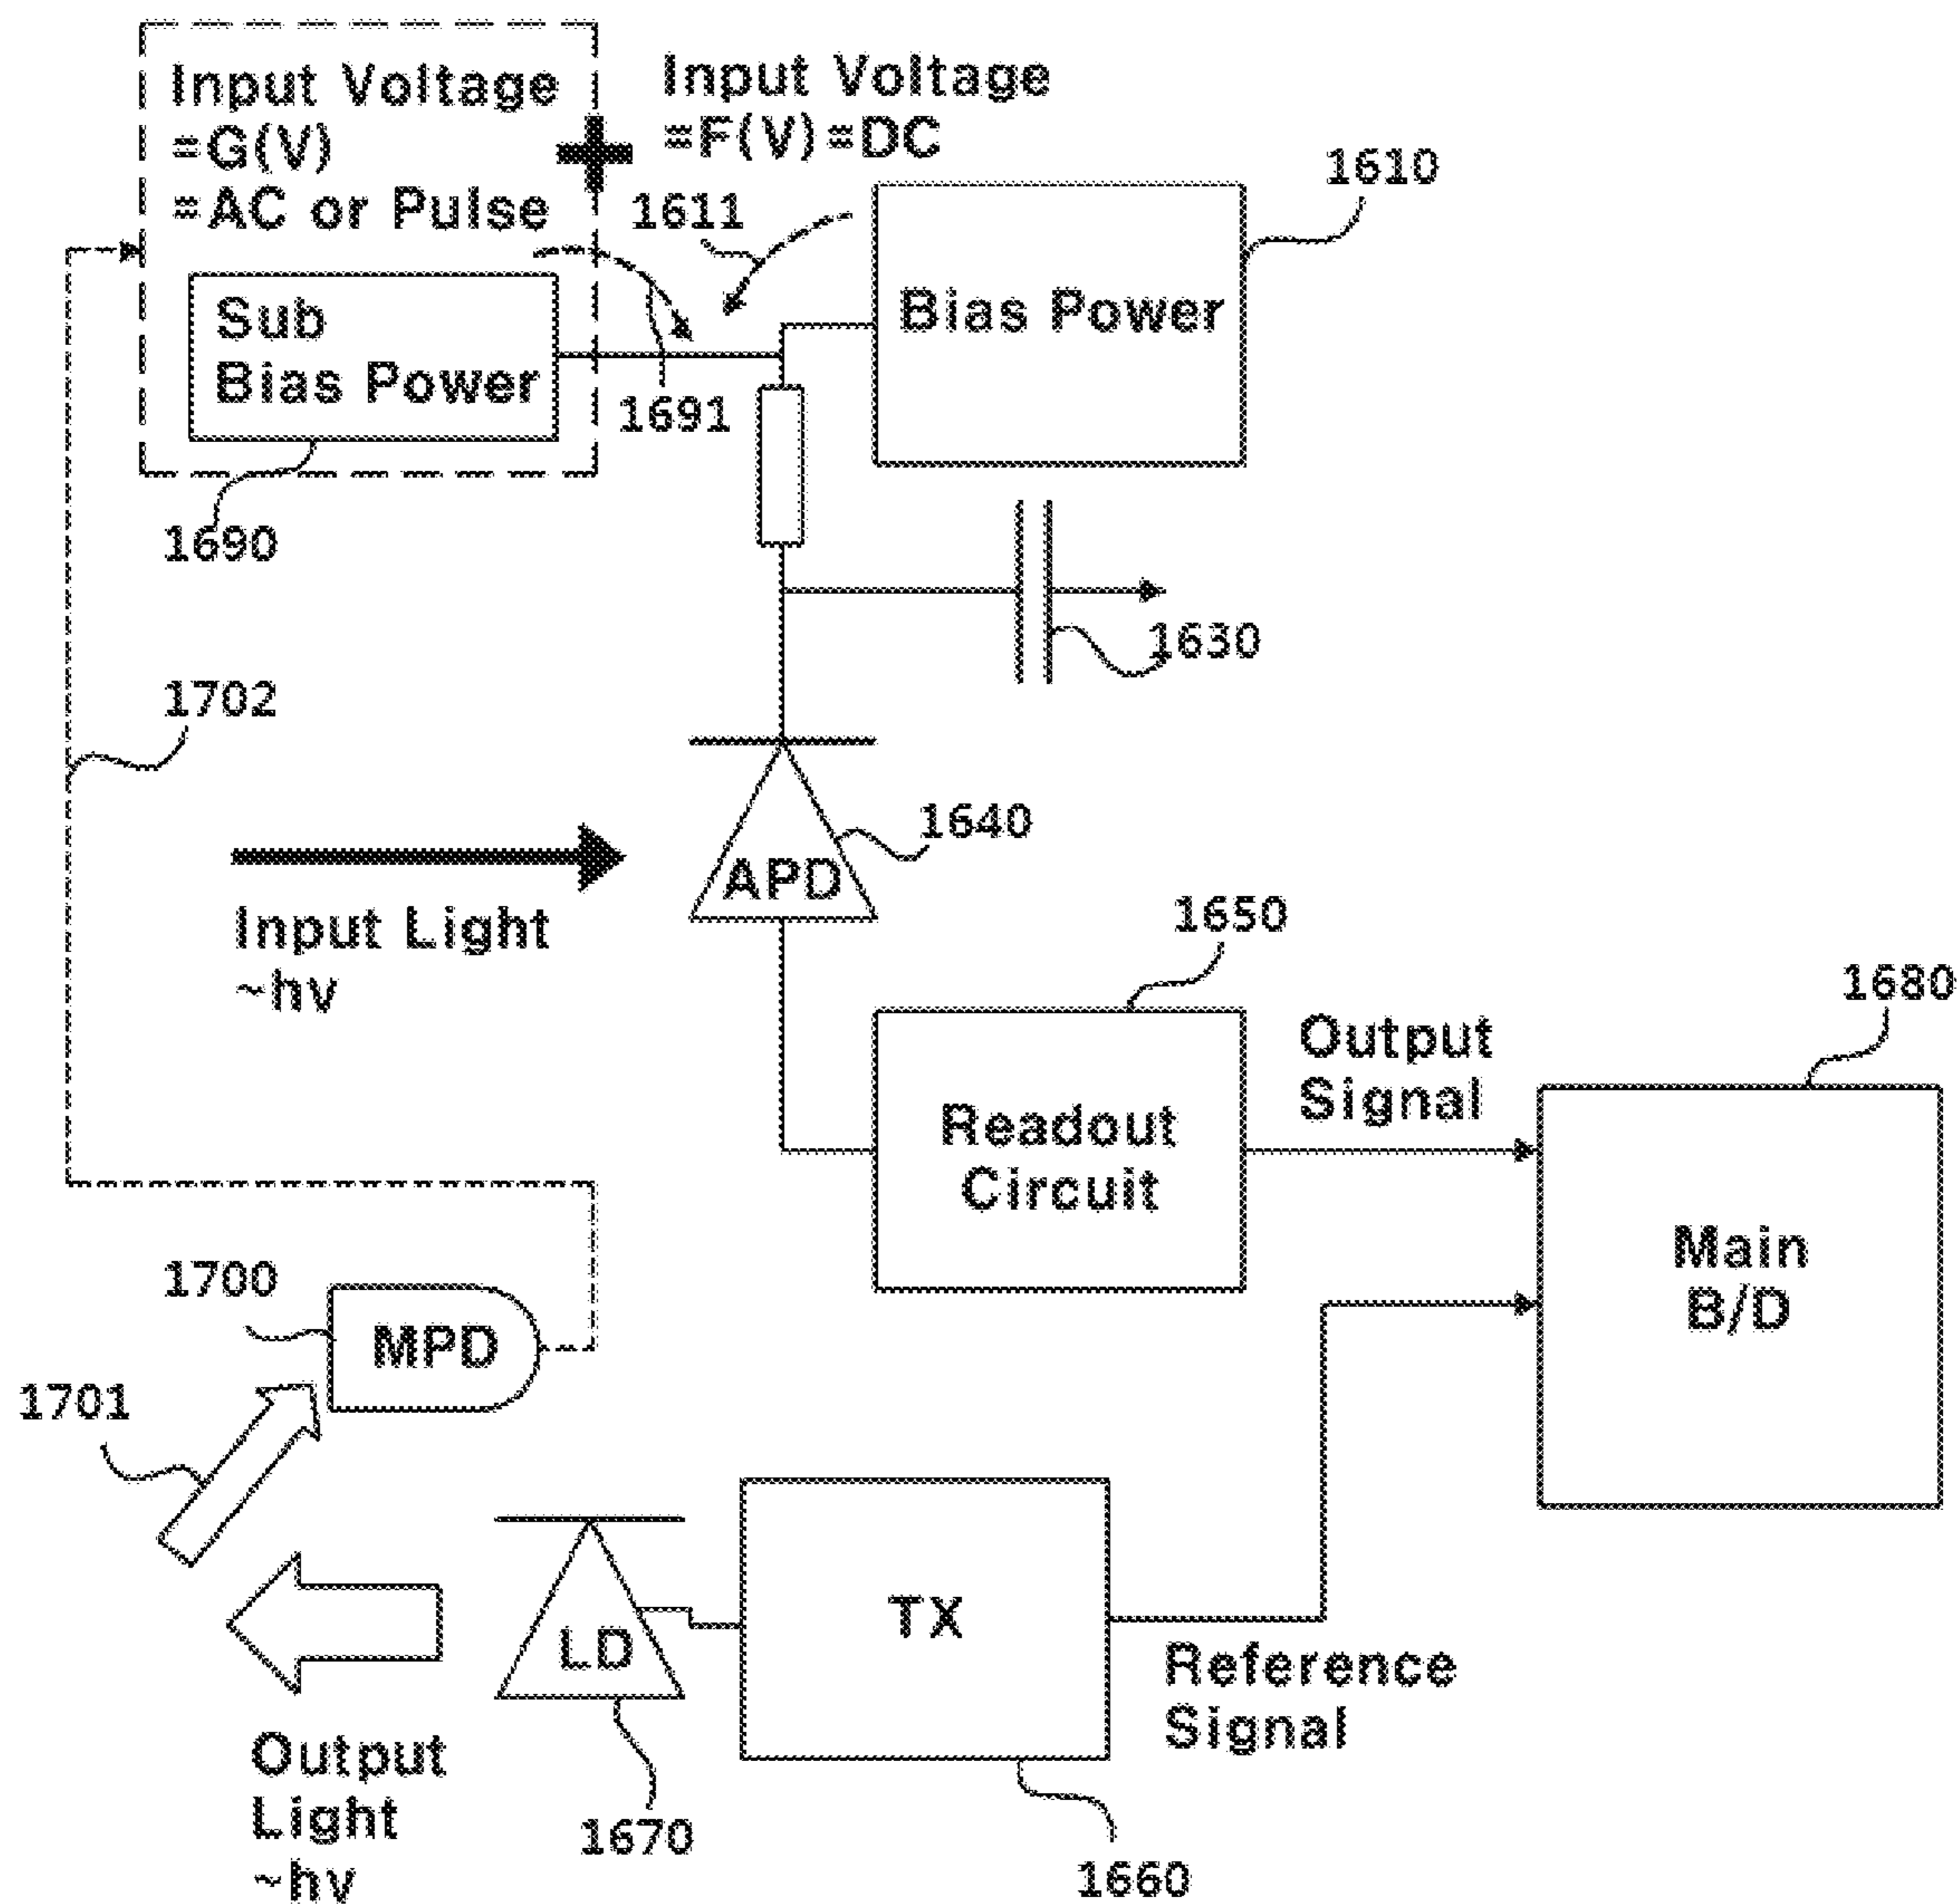 Input Voltage
=G(V)
=AC or Pulse
+
Input Voltage
=F(V)=DC
1611
1610
Bias Power
Sub
Bias Power
1691
1690
1630
1702
1640
APD
Input Light
~hv
1650
1680
Output
Signal
Readout
Circuit
Main
B/D
1700
MPD
1701
TX
LD
Reference
Signal
Output
Light
~hv
1670
1660